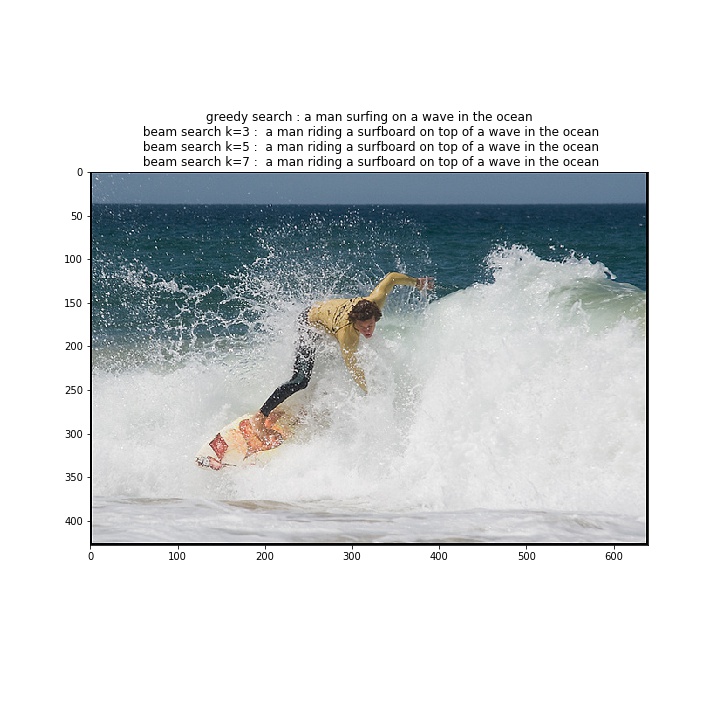 greedy search : a man surfing on a wave in the ocean
beam search k=3 :  a man riding a surfboard on top of a wave in the ocean
beam search k=5 :  a man riding a surfboard on top of a wave in the ocean
beam search k=7 :  a man riding a surfboard on top of a wave in the ocean
0
50
100
150
200
250
300
350
400
0 100 200 300 400 500 600